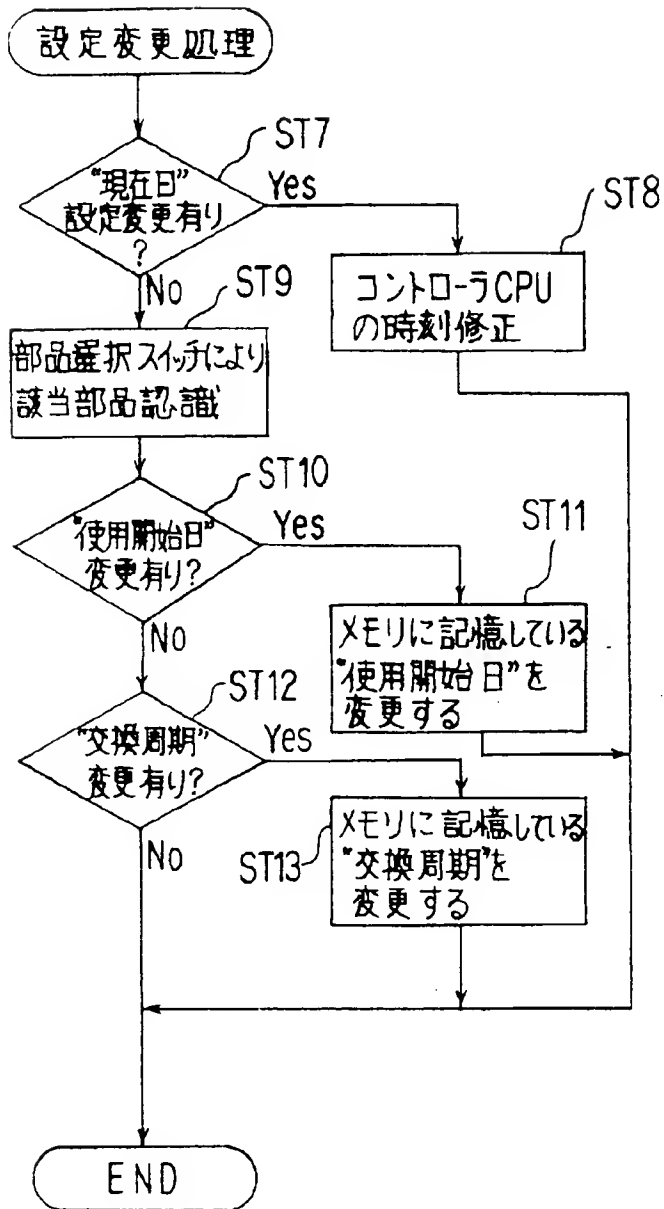 設定変更処理
ST7
"現在日"
設定変更有り
?
Yes
ST8
コントローラCPU
の時刻修正
No
ST9
部品選択スイッチにより
該当部品認識
ST10
"使用開始日"
変更有り?
Yes
ST11
メモリに記憶している
"使用開始日"を
変更する
No
ST12
"交換周期"
変更有り?
Yes
ST13
メモリに記憶している
"交換周期"を
変更する
No
END